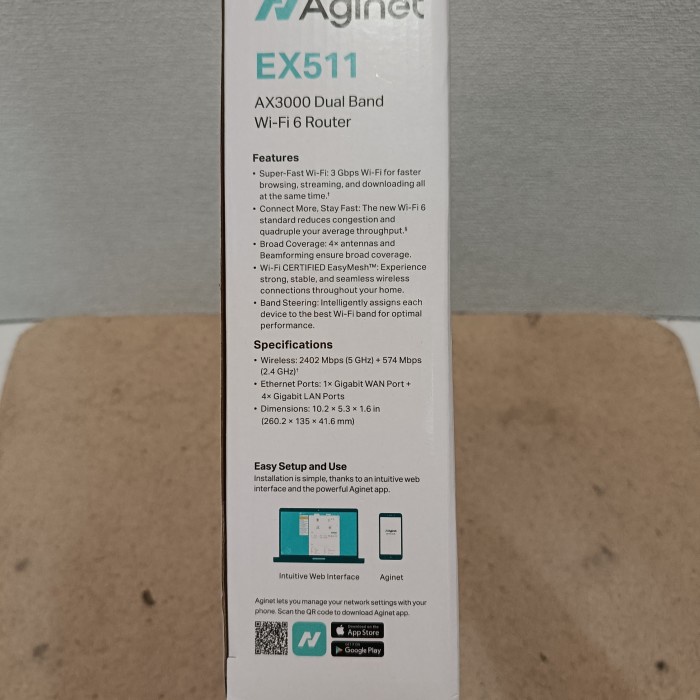 Aginet
EX511
AX3000 Dual Band
Wi-Fi 6 Router
Features
• Super-Fast Wi-Fi: 3 Gbps Wi-Fi for faster
browsing, streaming, and downloading all
at the same time.†
• Connect More, Stay Fast: The new Wi-Fi 6
standard reduces congestion and
quadruple your average throughput.‡
• Broad Coverage: 4× antennas and
Beamforming ensure broad coverage.
• Wi-Fi CERTIFIED EasyMesh™: Experience
strong, stable, and seamless wireless
connections throughout your home.
• Band Steering: Intelligently assigns each
device to the best Wi-Fi band for optimal
performance.
Specifications
• Wireless: 2402 Mbps (5 GHz) + 574 Mbps
(2.4 GHz)†
• Ethernet Ports: 1× Gigabit WAN Port +
4× Gigabit LAN Ports
• Dimensions: 10.2 × 5.3 × 1.6 in
(260.2 × 135 × 41.6 mm)
Easy Setup and Use
Installation is simple, thanks to an intuitive web
interface and the powerful Aginet app.
Intuitive Web Interface Aginet
Aginet lets you manage your network settings with your
phone. Scan the QR code to download Aginet app.
Download on the
App Store
GET IT ON
Google Play